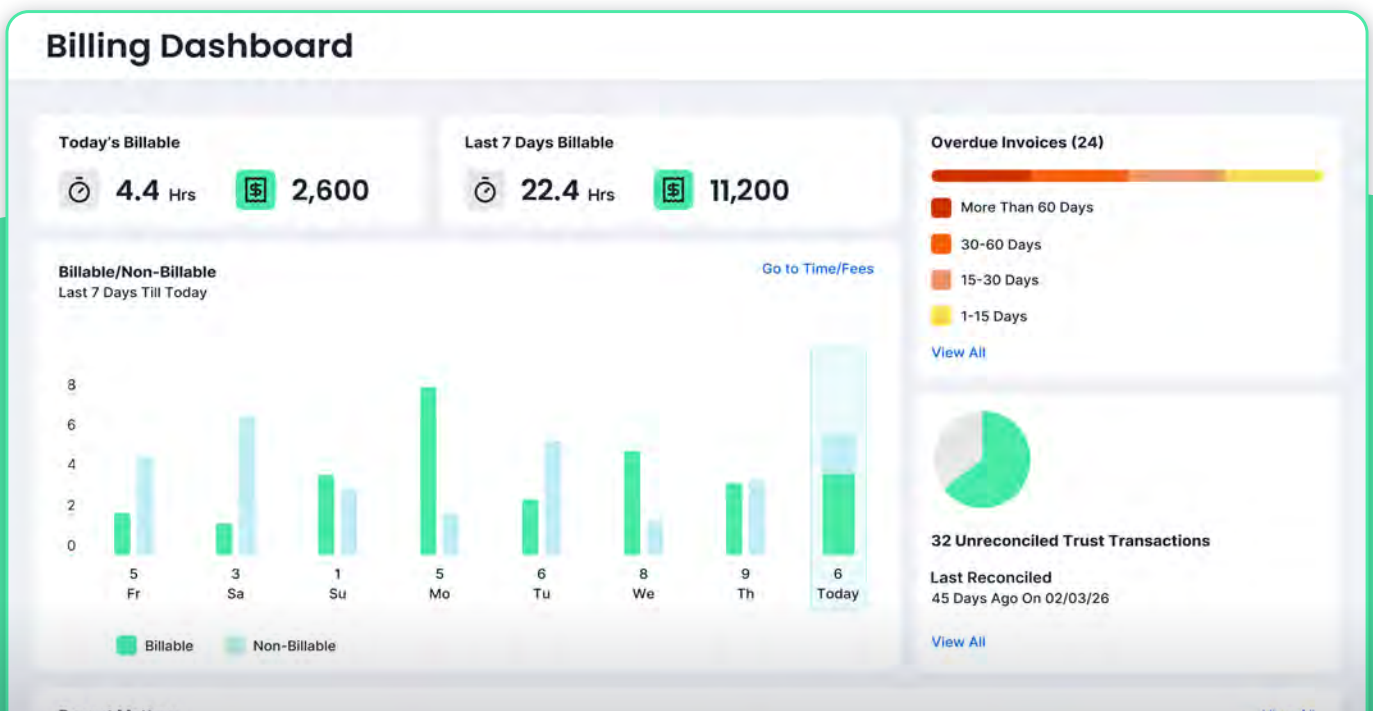 Billing Dashboard
Today's Billable
4.4 Hrs
2,600
Last 7 Days Billable
22.4 Hrs
11,200
Overdue Invoices (24)
More Than 60 Days
30-60 Days
15-30 Days
1-15 Days
View All
Billable/Non-Billable
Last 7 Days Till Today
Go to Time/Fees
8
6
4
2
0
5 3 1 5 6 8 9 6
Fr Sa Su Mo Tu We Th Today
Billable
Non-Billable
32 Unreconciled Trust Transactions
Last Reconciled
45 Days Ago On 02/03/26
View All